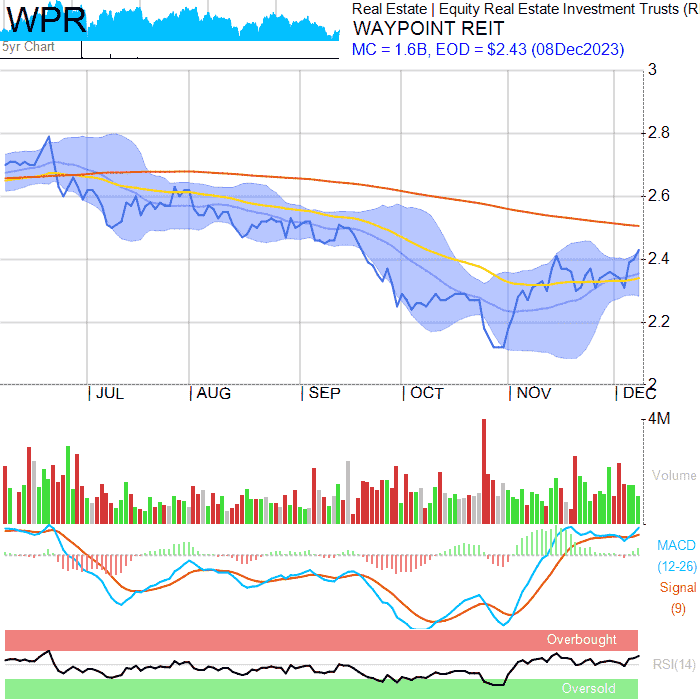 WPR
5yr Chart
Real Estate | Equity Real Estate Investment Trusts (R
WAYPOINT REIT
MC = 1.6B, EOD = $2.43 (08Dec2023)
3
2.8
2.6
2.4
2.2
2
JUL AUG SEP OCT NOV DEC
4M
Volume
MACD
(12-26)
Signal
(9)
Overbought
RSI(14)
Oversold